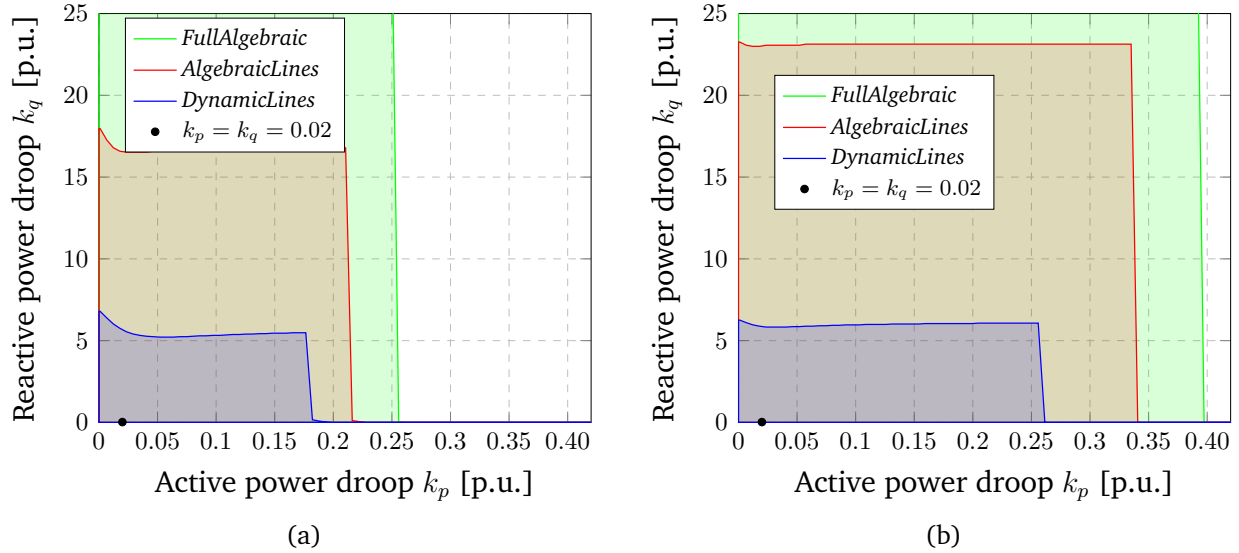 25
20
15
10
5
0
Reactive power droop k_q [p.u.]
FullAlgebraic
AlgebraicLines
DynamicLines
k_p = k_q = 0.02
0 0.05 0.1 0.15 0.2 0.25 0.3 0.35 0.40
Active power droop k_p [p.u.]
(a)
25
20
15
10
5
0
Reactive power droop k_q [p.u.]
FullAlgebraic
AlgebraicLines
DynamicLines
k_p = k_q = 0.02
0 0.05 0.1 0.15 0.2 0.25 0.3 0.35 0.40
Active power droop k_p [p.u.]
(b)